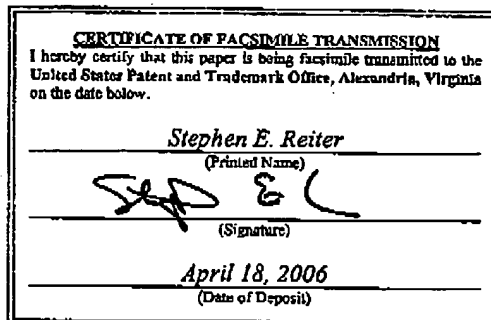 CERTIFICATE OF FACSIMILE TRANSMISSION
I hereby certify that this paper is being facsimile transmitted to the
United States Patent and Trademark Office, Alexandria, Virginia
on the date below.
Stephen E. Reiter
(Printed Name)
(Signature)
April 18, 2006
(Date of Deposit)